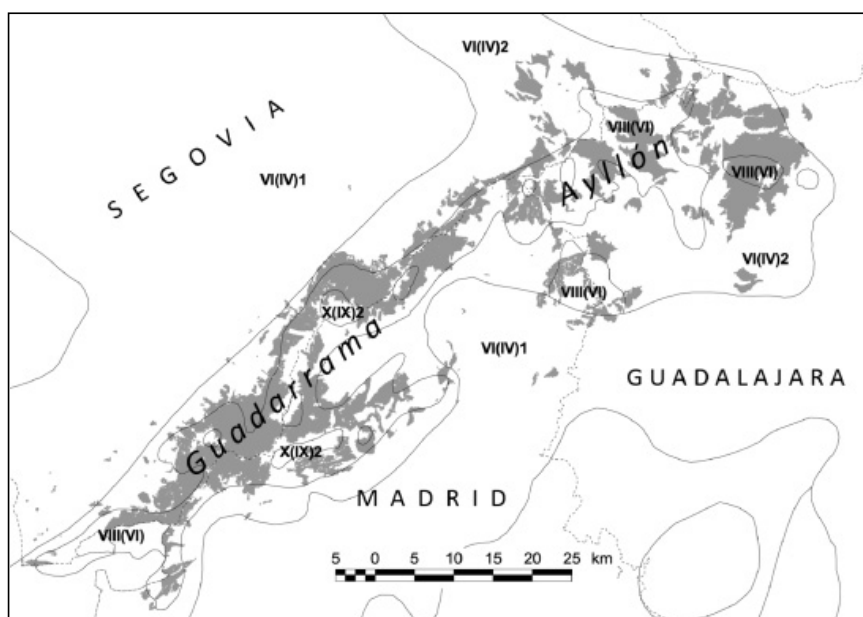 VI(IV)2
SEGOVIA
VIII(VI)
Ayllón
VIII(VI)
VI(IV)1
VI(IV)2
VIII(VI)
X(IX)2
Guadarrama
VI(IV)1
GUADALAJARA
X(IX)2
MADRID
VIII(VI)
5 0 5 10 15 20 25 km